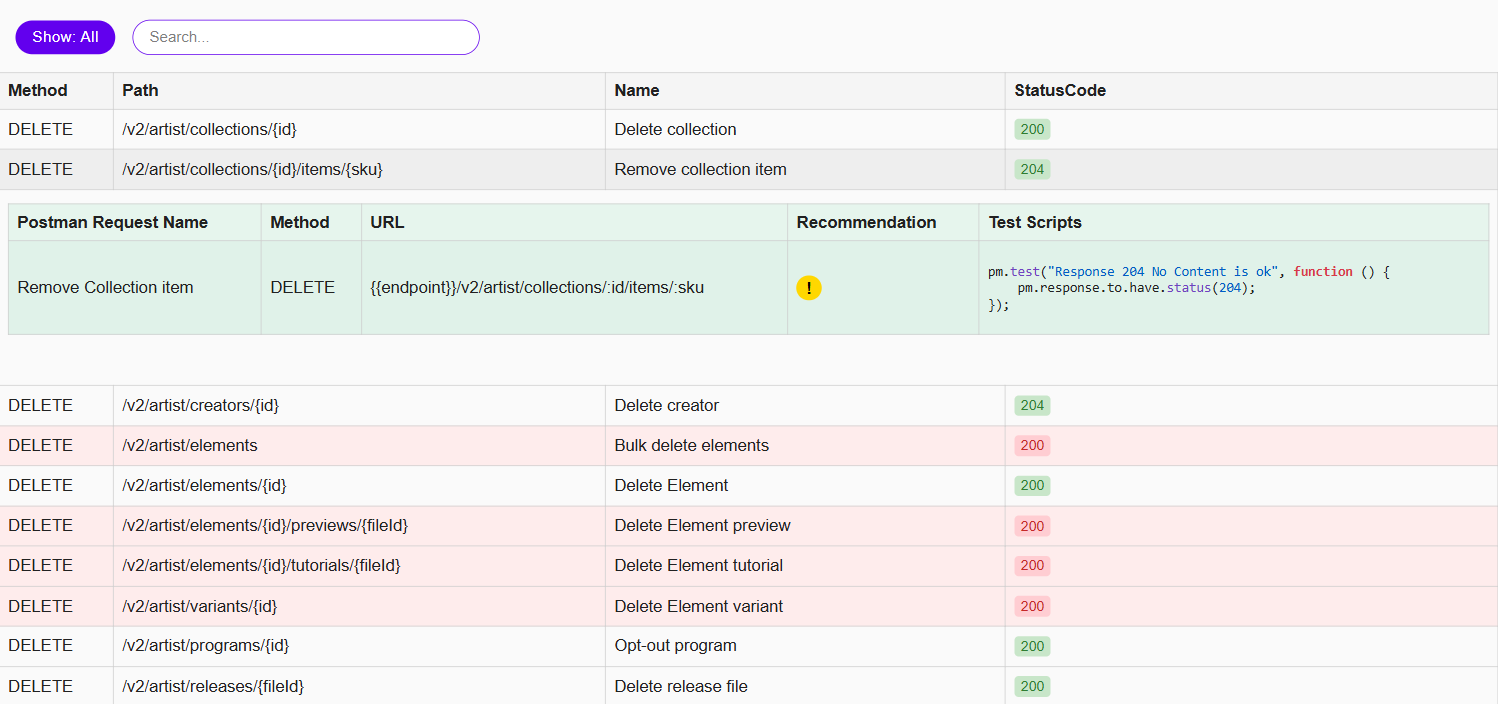 Show: All Search...
Method Path Name StatusCode
DELETE /v2/artist/collections/{id} Delete collection 200
DELETE /v2/artist/collections/{id}/items/{sku} Remove collection item 204
Postman Request Name Method URL Recommendation Test Scripts
Remove Collection item DELETE {{endpoint}}/v2/artist/collections/:id/items/:sku ! pm.test("Response 204 No Content is ok", function () {
pm.response.to.have.status(204);
});
DELETE /v2/artist/creators/{id} Delete creator 204
DELETE /v2/artist/elements Bulk delete elements 200
DELETE /v2/artist/elements/{id} Delete Element 200
DELETE /v2/artist/elements/{id}/previews/{fileId} Delete Element preview 200
DELETE /v2/artist/elements/{id}/tutorials/{fileId} Delete Element tutorial 200
DELETE /v2/artist/variants/{id} Delete Element variant 200
DELETE /v2/artist/programs/{id} Opt-out program 200
DELETE /v2/artist/releases/{fileId} Delete release file 200